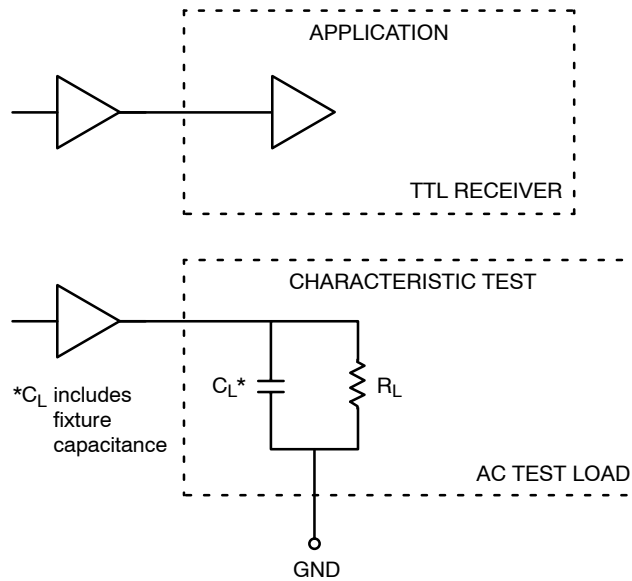 APPLICATION
TTL RECEIVER
CHARACTERISTIC TEST
*CL includes
fixture
capacitance
CL*
RL
AC TEST LOAD
GND